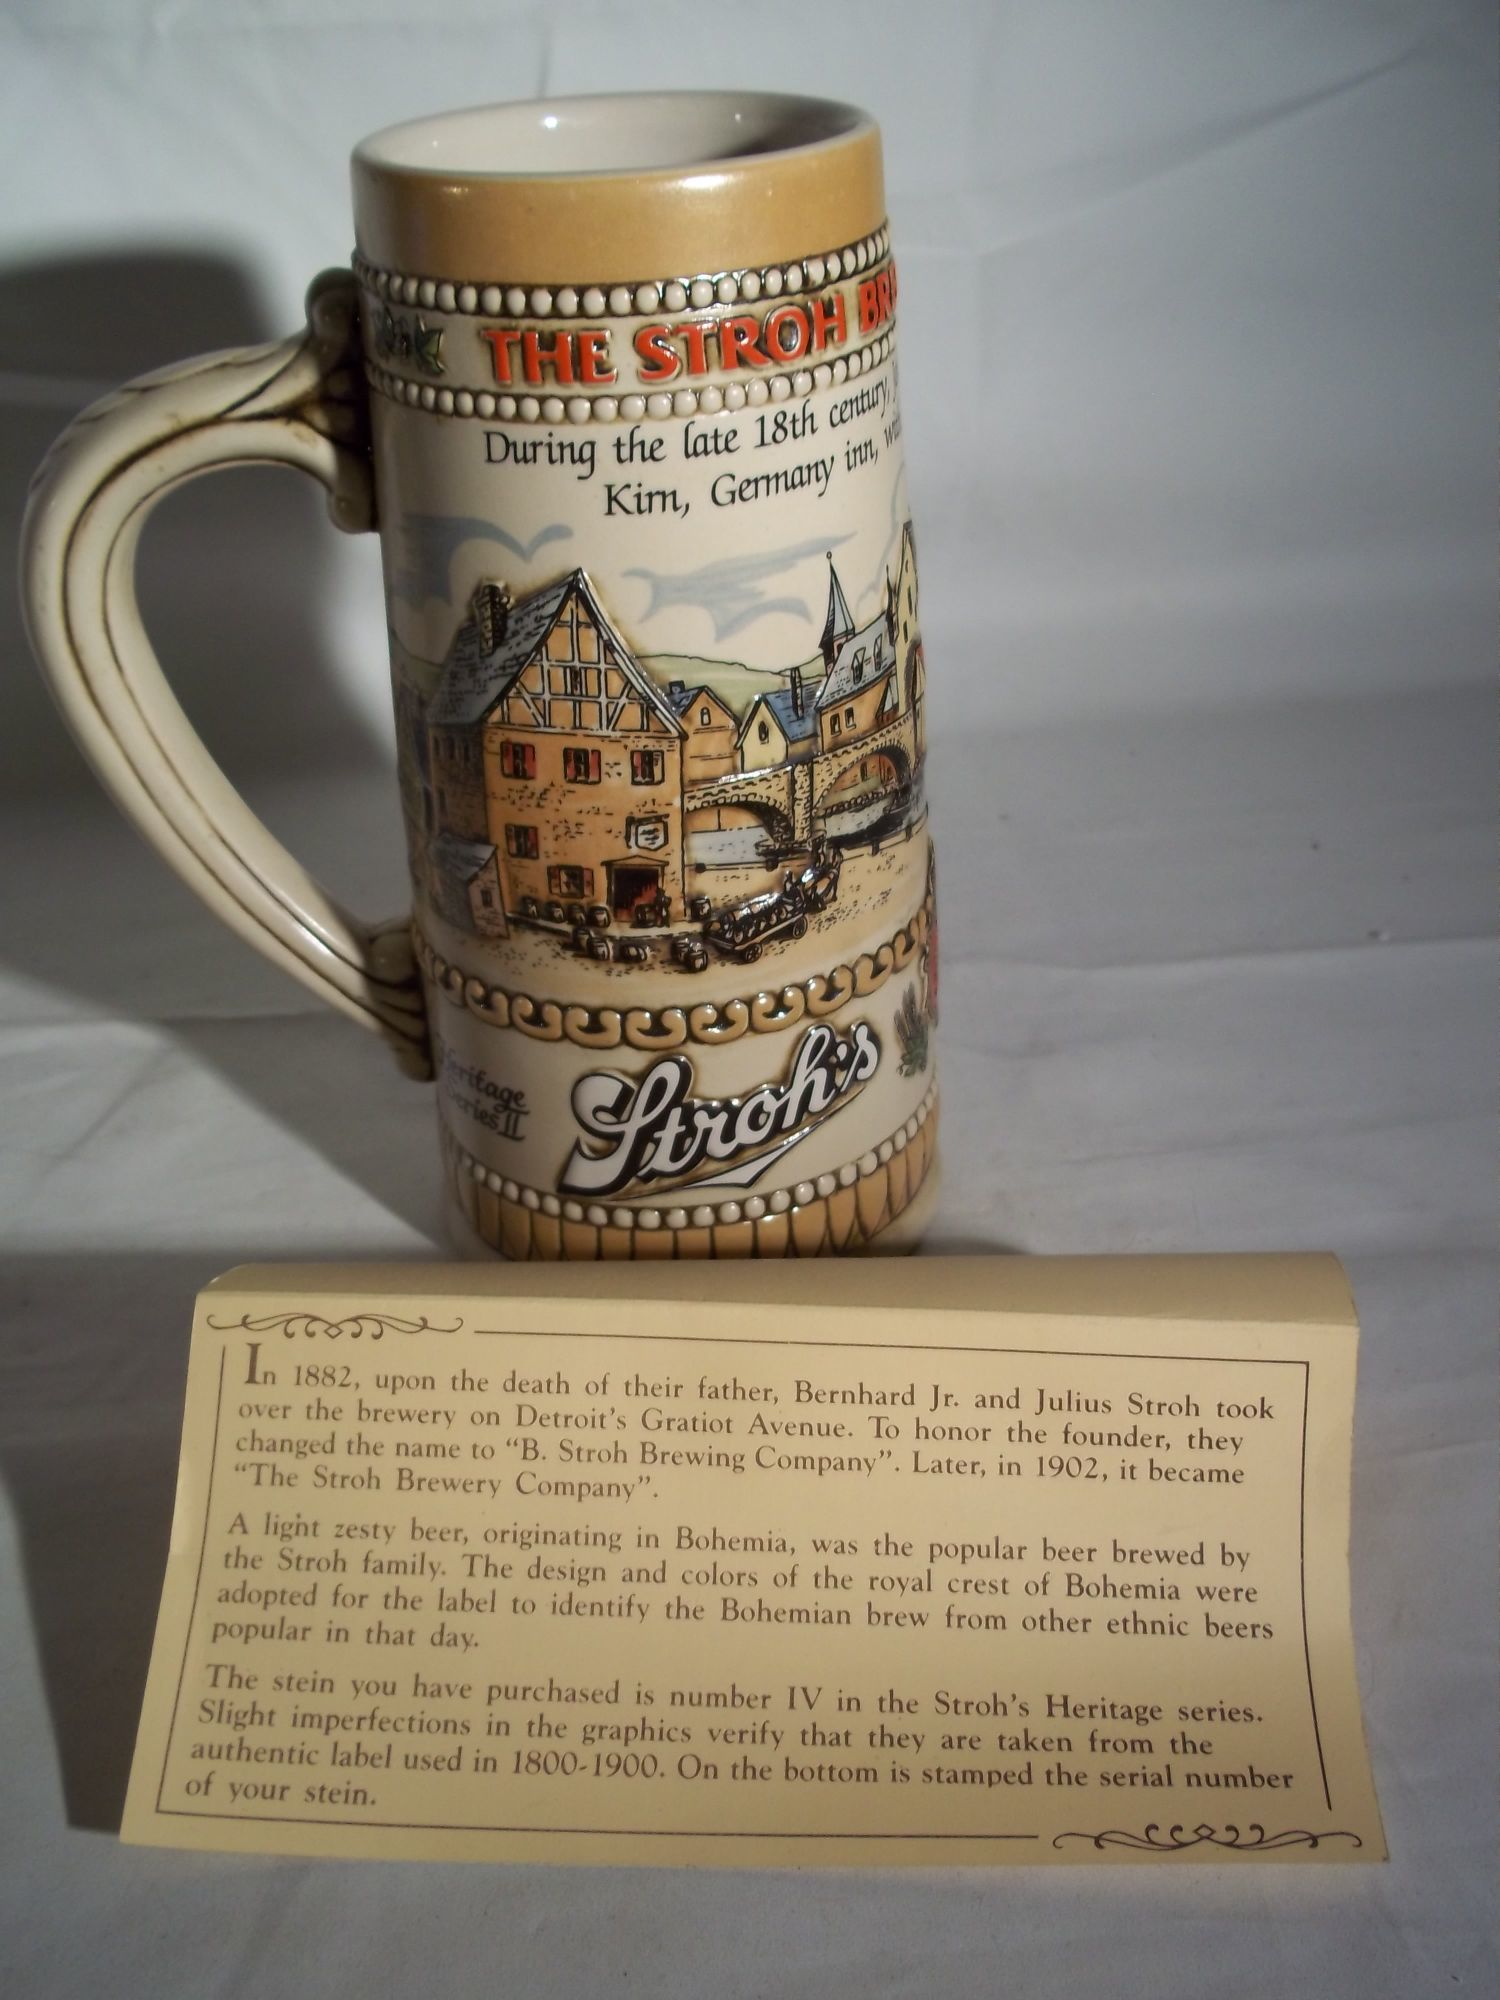 THE STROH
During the late 18th century,
Kirn, Germany inn,
Heritage
Series II
Stroh's
In 1882, upon the death of their father, Bernhard Jr. and Julius Stroh took
over the brewery on Detroit's Gratiot Avenue. To honor the founder, they
changed the name to “B. Stroh Brewing Company”. Later, in 1902, it became
“The Stroh Brewery Company”.
A light zesty beer, originating in Bohemia, was the popular beer brewed by
the Stroh family. The design and colors of the royal crest of Bohemia were
adopted for the label to identify the Bohemian brew from other ethnic beers
popular in that day.
The stein you have purchased is number IV in the Stroh's Heritage series.
Slight imperfections in the graphics verify that they are taken from the
authentic label used in 1800-1900. On the bottom is stamped the serial number
of your stein.